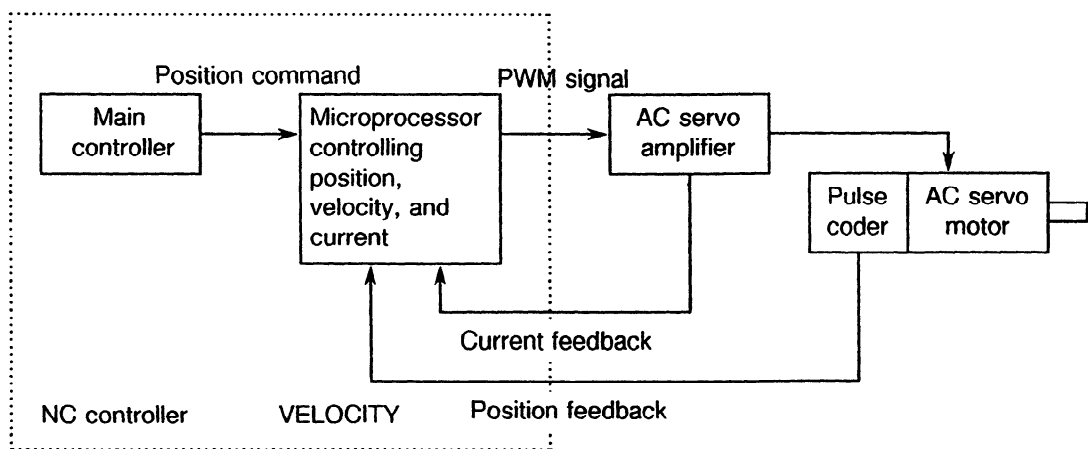 Position command
PWM signal
Main
controller
Microprocessor
controlling
position,
velocity, and
current
AC servo
amplifier
Pulse
coder
AC servo
motor
Current feedback
Position feedback
NC controller
VELOCITY